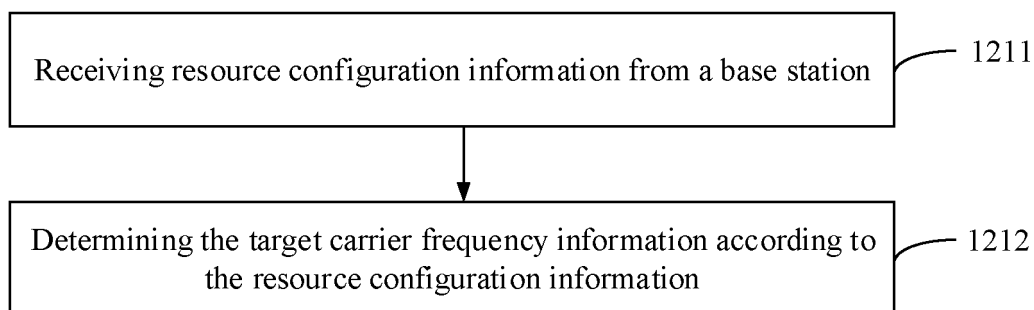 Receiving resource configuration information from a base station
1211
Determining the target carrier frequency information according to
the resource configuration information
1212